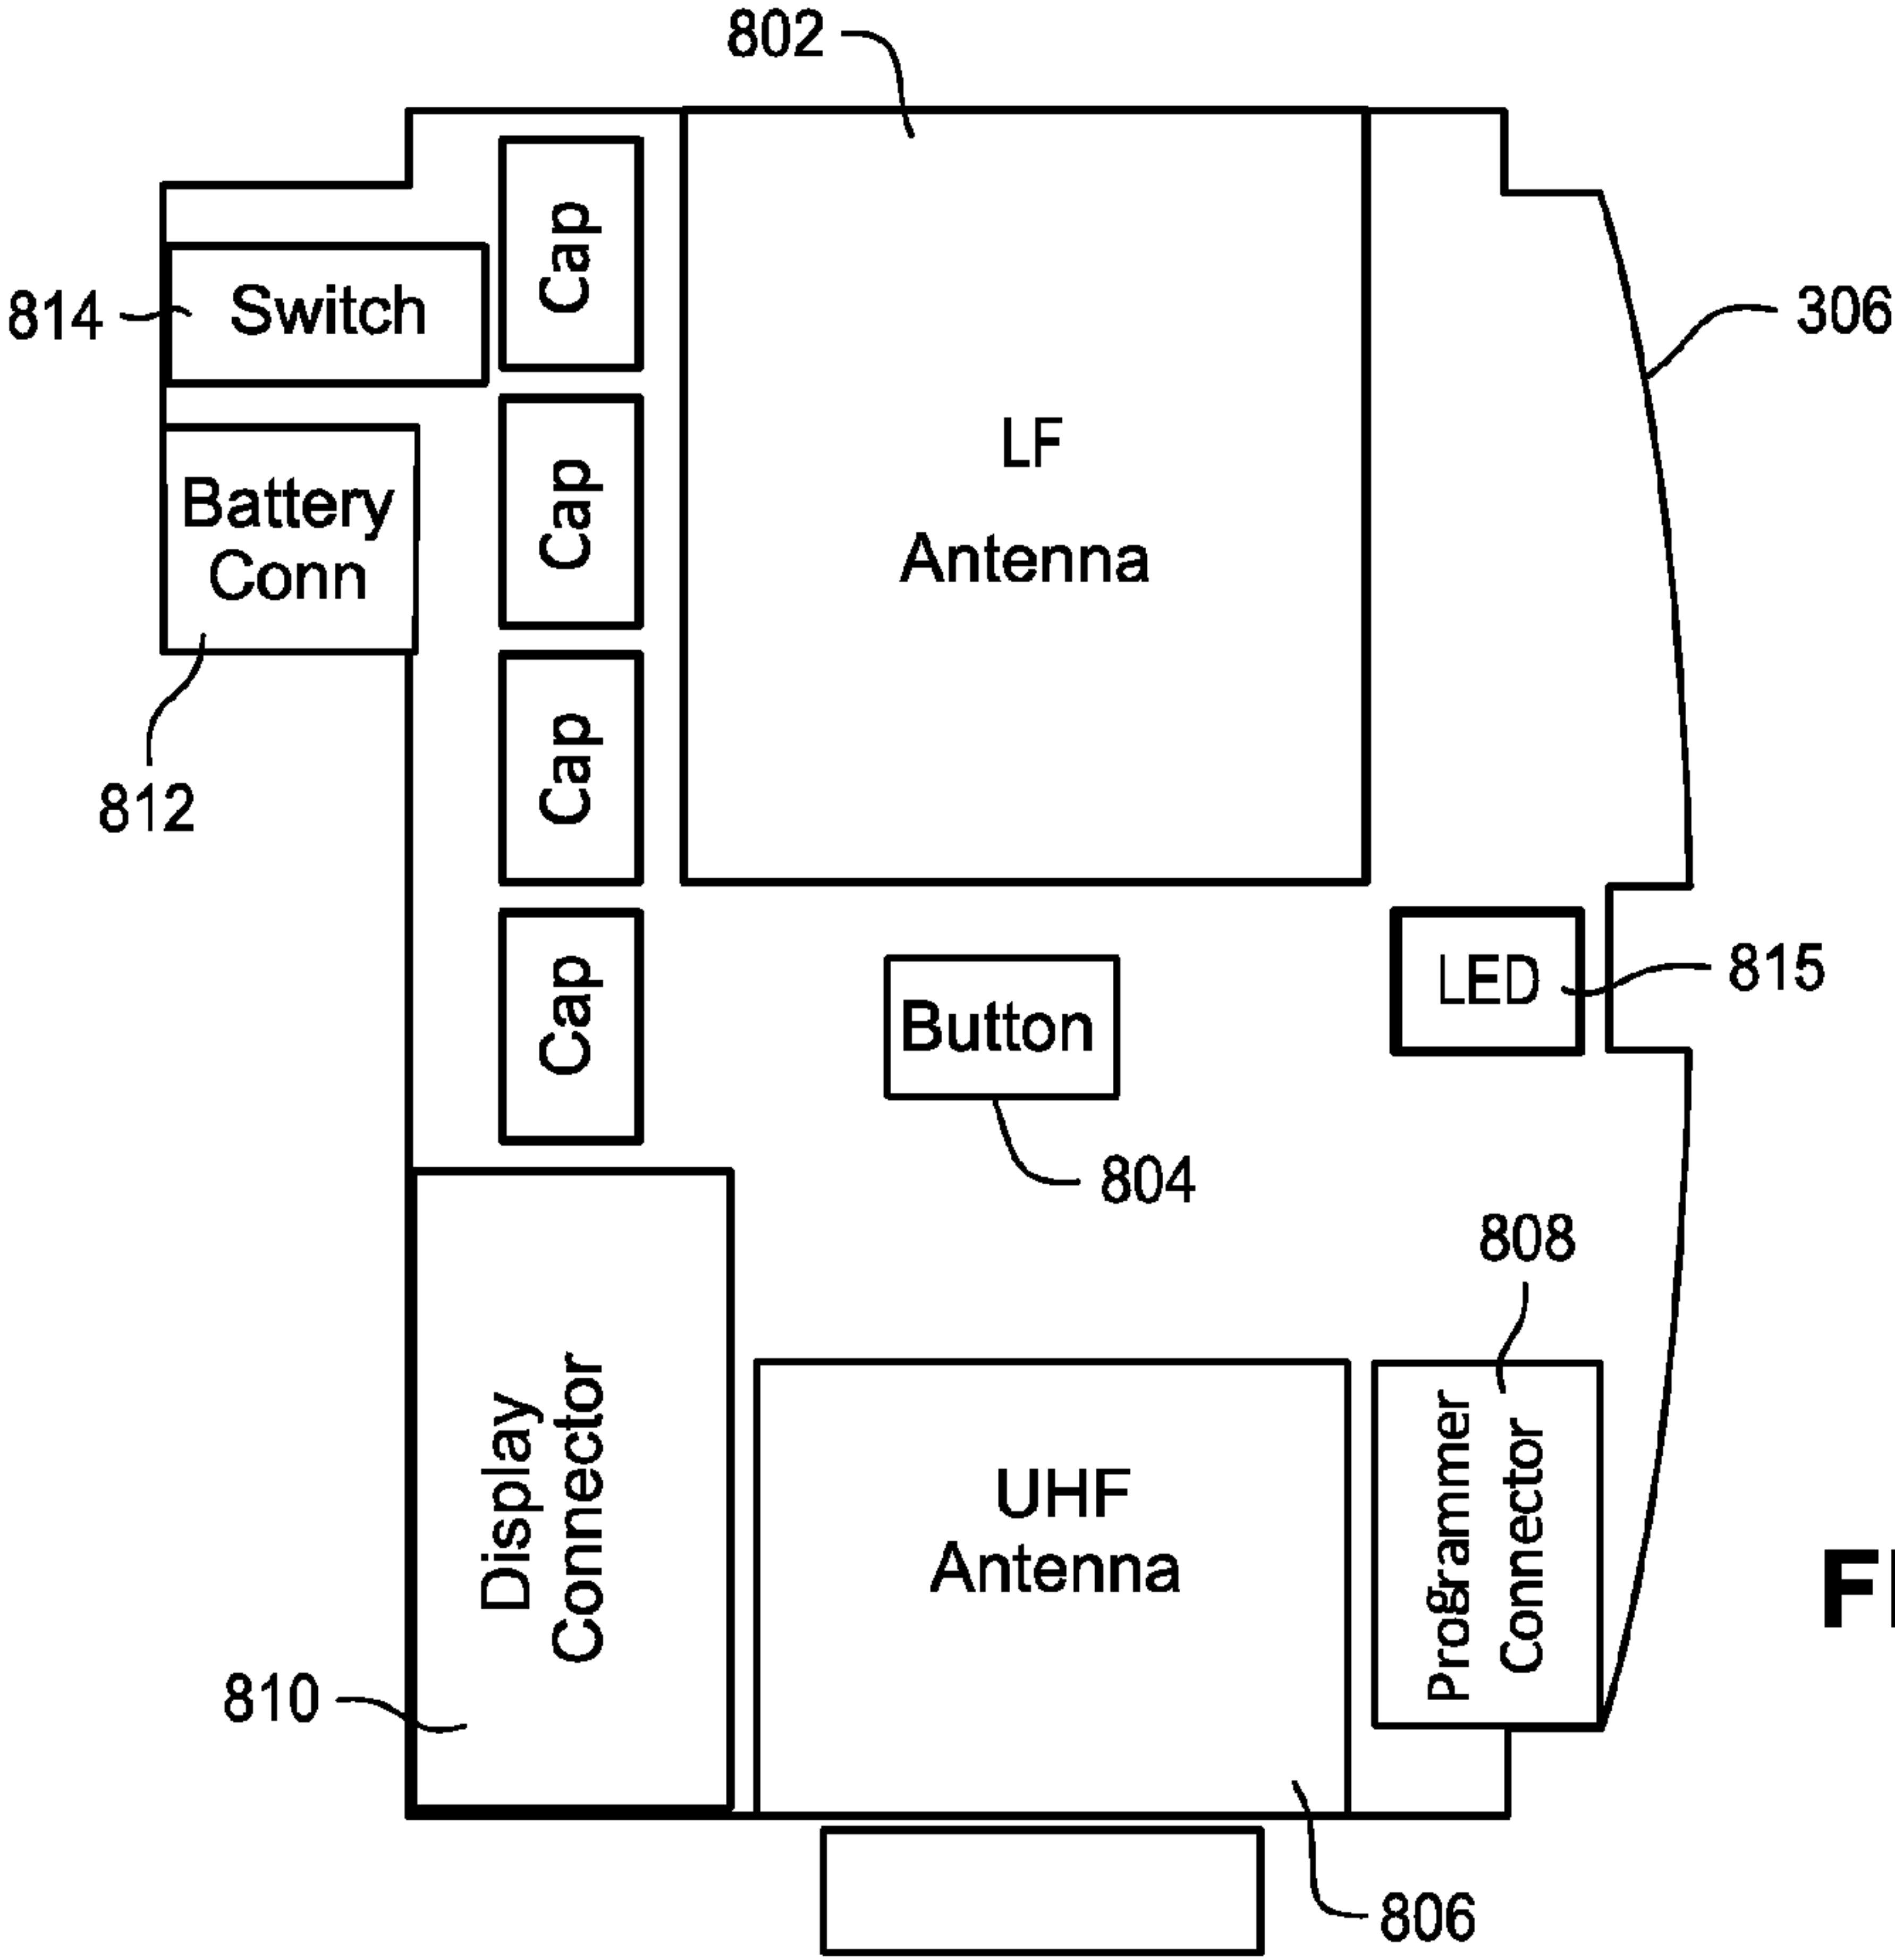 802
Cap
814
Switch
306
LF
Antenna
Battery
Conn
Cap
812
Cap
Cap
LED
815
Button
804
808
Display
Connector
UHF
Antenna
Programmer
Connector
810
806